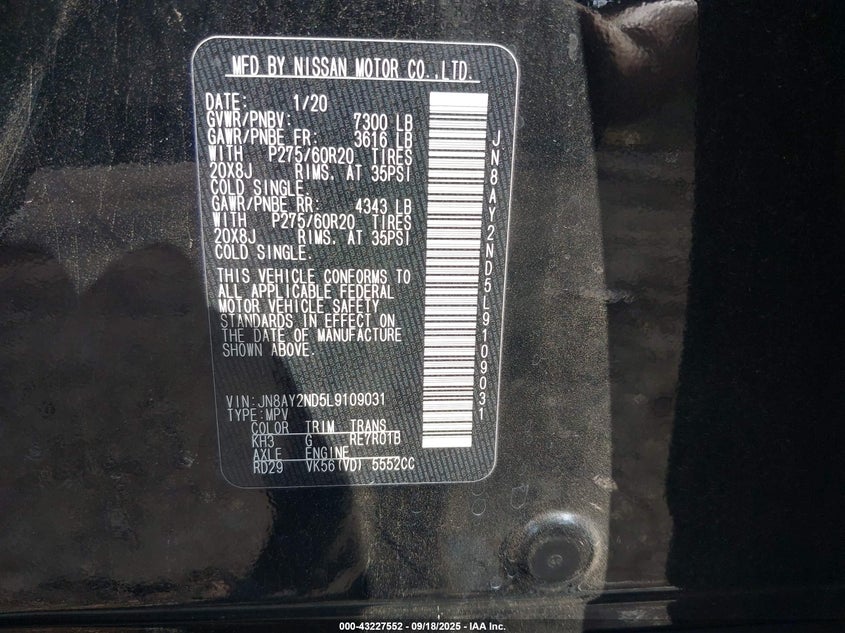 MFD BY NISSAN MOTOR CO.,LTD.
DATE: 1/20
GVWR/PNBV: 7300 LB
GAWR/PNBE FR: 3616 LB
WITH P275/60R20 TIRES
20X8J RIMS. AT 35PSI
COLD SINGLE.
GAWR/PNBE RR: 4343 LB
WITH P275/60R20 TIRES
20X8J RIMS. AT 35PSI
COLD SINGLE.
THIS VEHICLE CONFORMS TO
ALL APPLICABLE FEDERAL
MOTOR VEHICLE SAFETY
STANDARDS IN EFFECT ON
THE DATE OF MANUFACTURE
SHOWN ABOVE.
VIN:JN8AY2ND5L9109031
TYPE:MPV
COLOR TRIM TRANS
KH3 G RE7R01B
AXLE ENGINE
RD29 VK56(VD) 5552CC
JN8AY2ND5L9109031
000-43227552 — 09/18/2025 — IAA Inc.